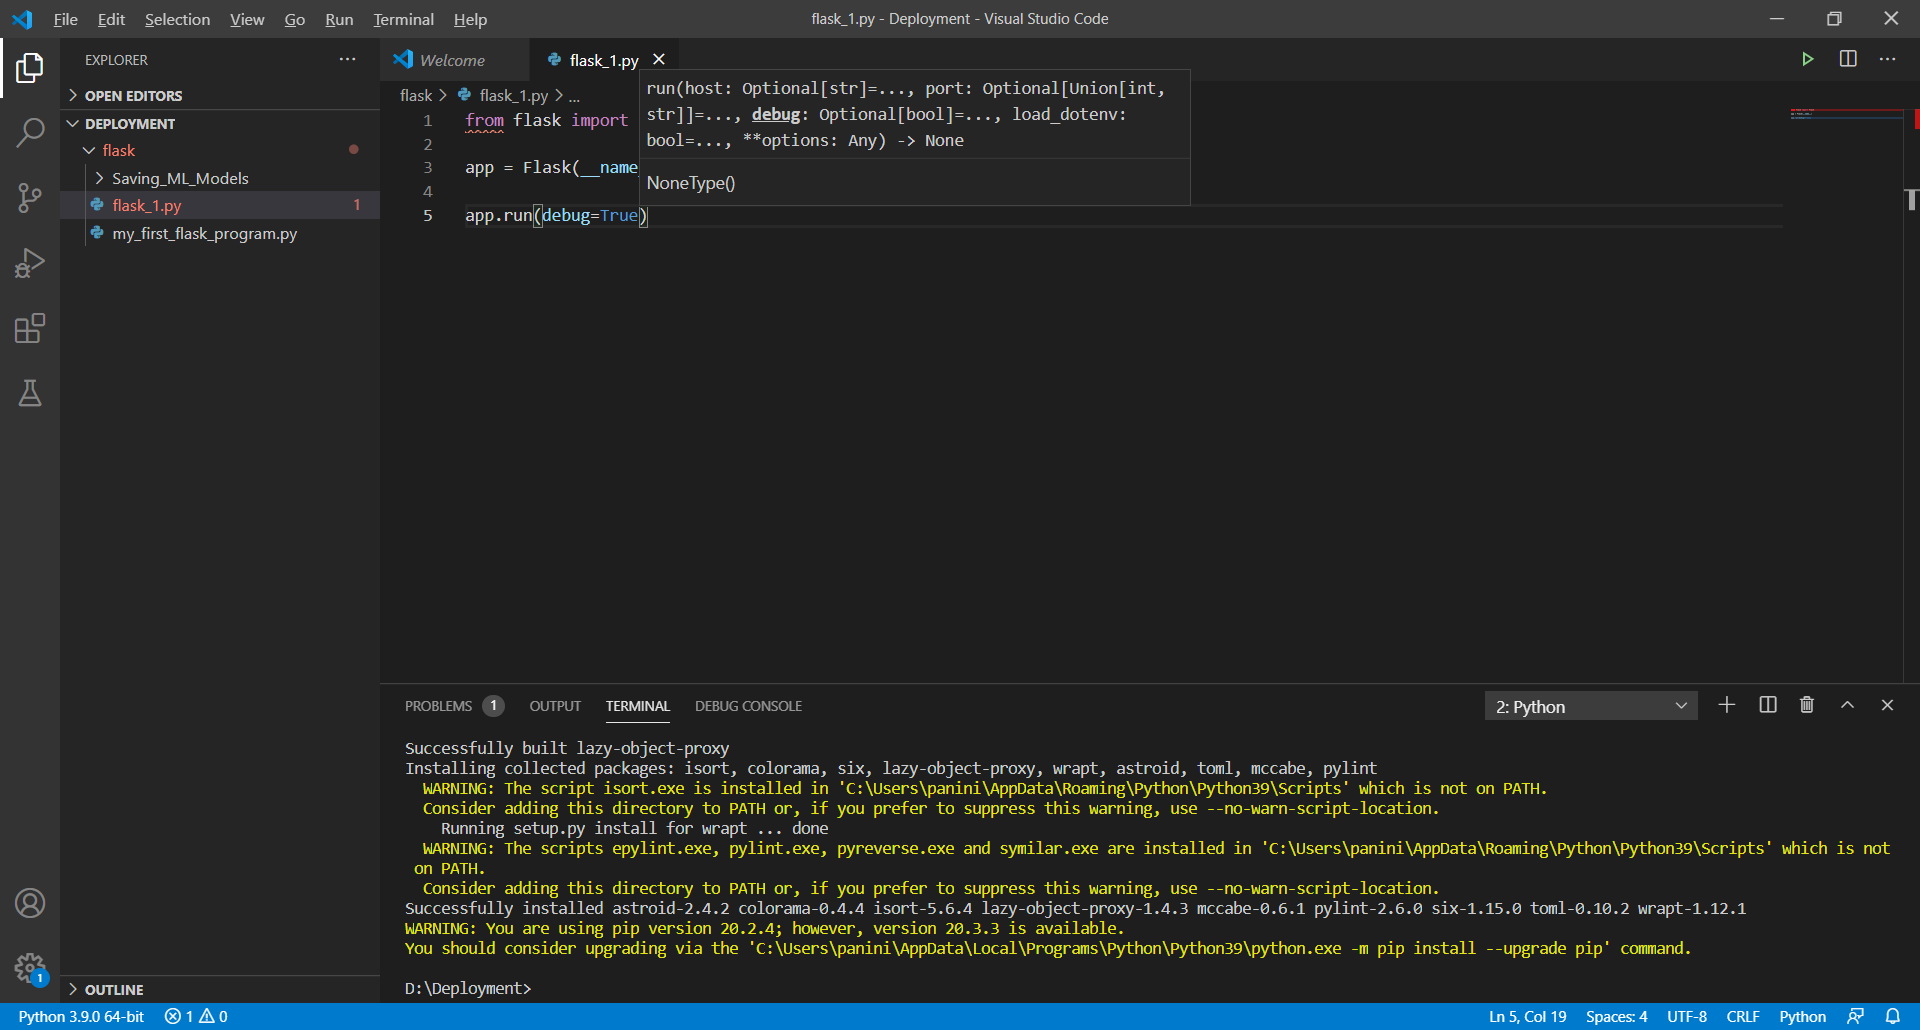 File Edit Selection View Go Run Terminal Help
flask_1.py - Deployment - Visual Studio Code
EXPLORER
OPEN EDITORS
DEPLOYMENT
flask
Saving_ML_Models
flask_1.py 1
my_first_flask_program.py
OUTLINE
Welcome
flask_1.py
flask > flask_1.py > ...
1 from flask import
2
3 app = Flask(__name_
4
5 app.run(debug=True)
run(host: Optional[str]=..., port: Optional[Union[int,
str]]=..., debug: Optional[bool]=..., load_dotenv:
bool=..., **options: Any) -> None
NoneType()
PROBLEMS 1 OUTPUT TERMINAL DEBUG CONSOLE
2: Python
Successfully built lazy-object-proxy
Installing collected packages: isort, colorama, six, lazy-object-proxy, wrapt, astroid, toml, mccabe, pylint
WARNING: The script isort.exe is installed in 'C:\Users\panini\AppData\Roaming\Python\Python39\Scripts' which is not on PATH.
Consider adding this directory to PATH or, if you prefer to suppress this warning, use --no-warn-script-location.
Running setup.py install for wrapt ... done
WARNING: The scripts epylint.exe, pylint.exe, pyreverse.exe and symilar.exe are installed in 'C:\Users\panini\AppData\Roaming\Python\Python39\Scripts' which is not
on PATH.
Consider adding this directory to PATH or, if you prefer to suppress this warning, use --no-warn-script-location.
Successfully installed astroid-2.4.2 colorama-0.4.4 isort-5.6.4 lazy-object-proxy-1.4.3 mccabe-0.6.1 pylint-2.6.0 six-1.15.0 toml-0.10.2 wrapt-1.12.1
WARNING: You are using pip version 20.2.4; however, version 20.3.3 is available.
You should consider upgrading via the 'C:\Users\panini\AppData\Local\Programs\Python\Python39\python.exe -m pip install --upgrade pip' command.
D:\Deployment>
1
Python 3.9.0 64-bit 1 0
Ln 5, Col 19 Spaces: 4 UTF-8 CRLF Python